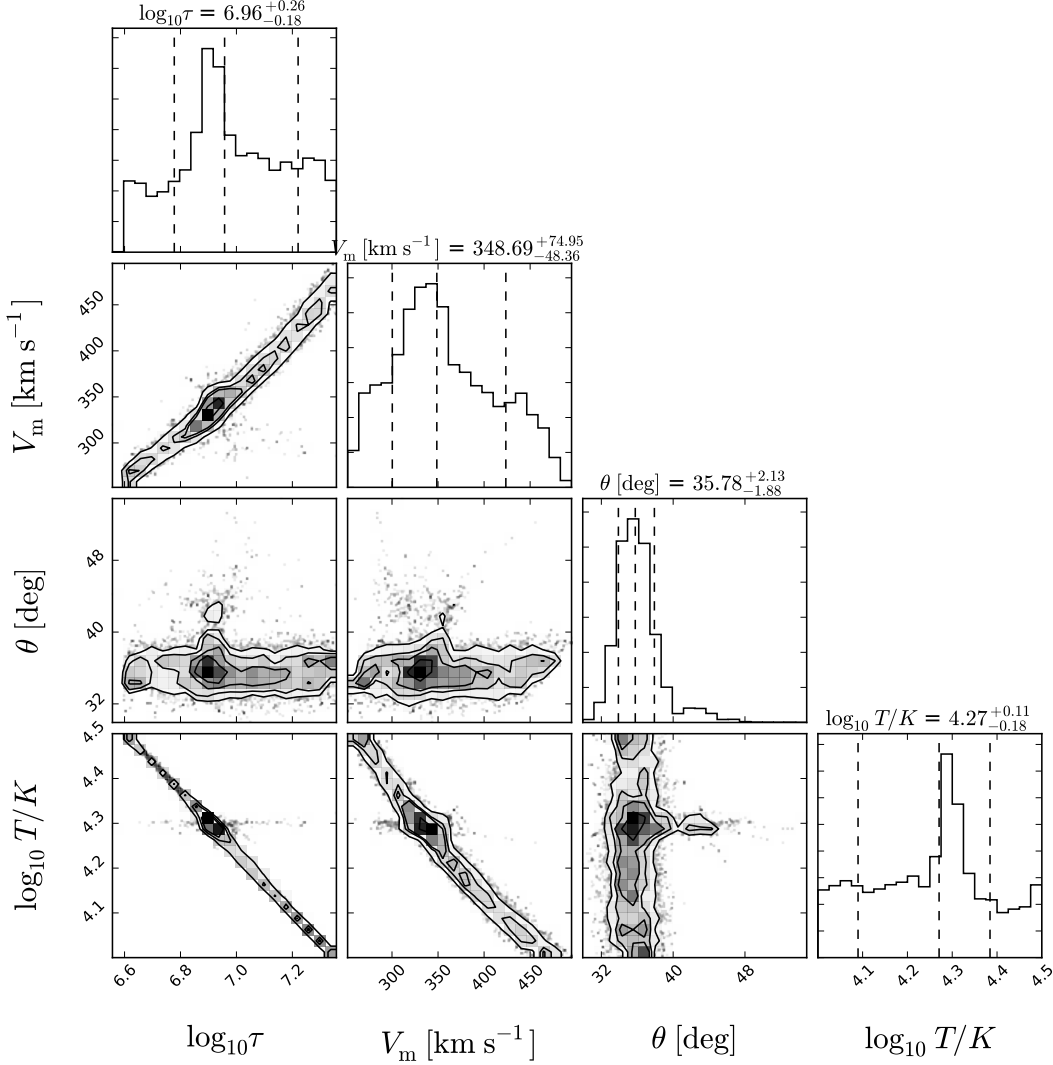 log₁₀τ = 6.96 +0.26 −0.18
V_m [km s⁻¹] = 348.69 +74.95 −48.36
450
400
350
300
V_m [km s⁻¹]
θ [deg] = 35.78 +2.13 −1.88
48
40
32
θ [deg]
log₁₀ T/K = 4.27 +0.11 −0.18
4.5
4.4
4.3
4.2
4.1
log₁₀ T/K
6.6 6.8 7.0 7.2
300 350 400 450
32 40 48
4.1 4.2 4.3 4.4 4.5
log₁₀τ
V_m [km s⁻¹]
θ [deg]
log₁₀ T/K